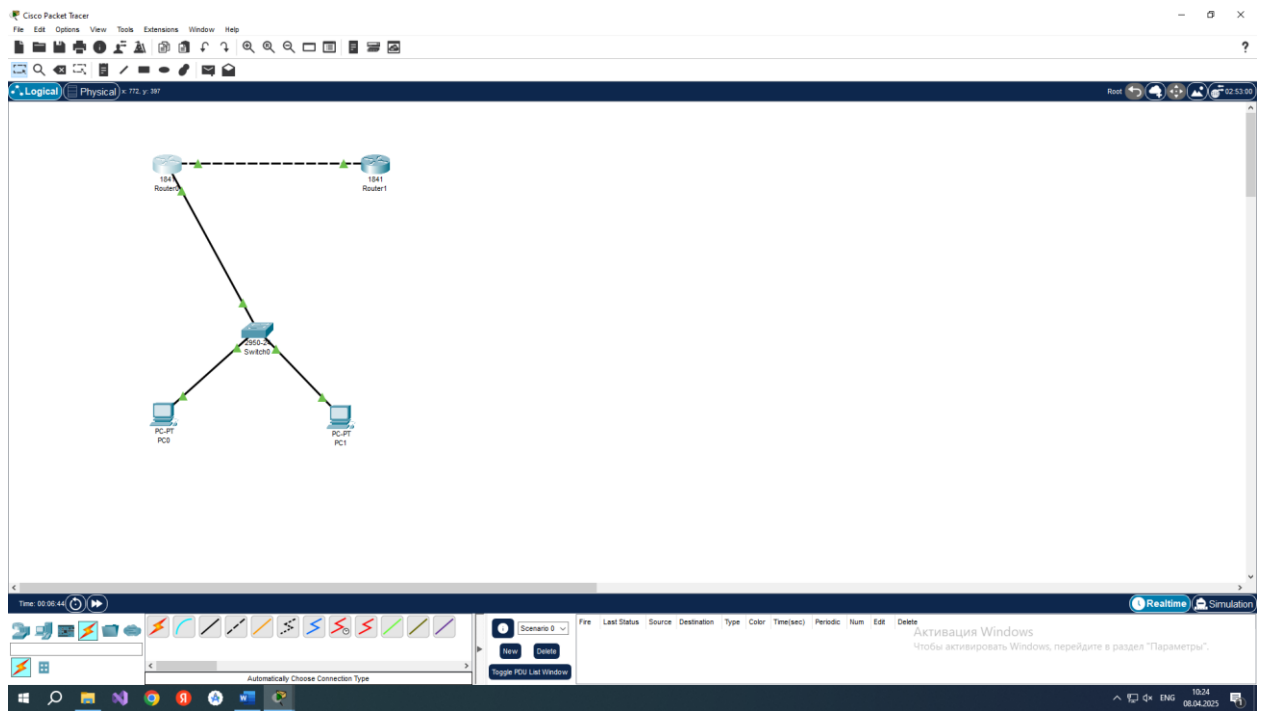 Cisco Packet Tracer
File Edit Options View Tools Extensions Window Help
?
Logical Physical x: 772, y: 397 Root 02:53:00
1841
Router0
1841
Router1
2950-24
Switch0
PC-PT
PC0
PC-PT
PC1
Time: 00:06:44 Realtime Simulation
Scenario 0 Fire Last Status Source Destination Type Color Time(sec) Periodic Num Edit Delete
New Delete
Toggle PDU List Window
Automatically Choose Connection Type
Активация Windows
Чтобы активировать Windows, перейдите в раздел "Параметры".
ENG 10:24
08.04.2025